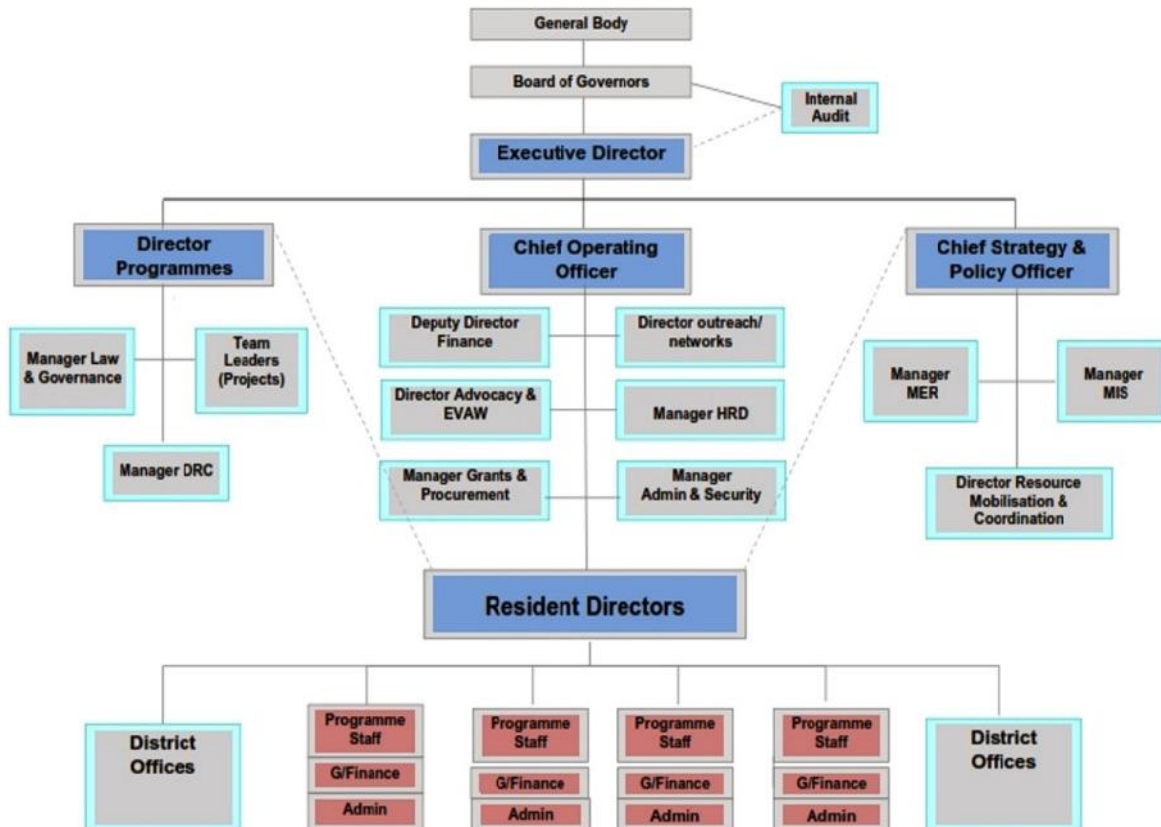 General Body
Board of Governors
Internal
Audit
Executive Director
Director
Programmes
Chief Operating
Officer
Chief Strategy &
Policy Officer
Manager Law
& Governance
Team
Leaders
(Projects)
Manager DRC
Deputy Director
Finance
Director outreach/
networks
Director Advocacy &
EVAW
Manager HRD
Manager Grants &
Procurement
Manager
Admin & Security
Manager
MER
Manager
MIS
Director Resource
Mobilisation &
Coordination
Resident Directors
District
Offices
Programme
Staff
G/Finance
Admin
Programme
Staff
G/Finance
Admin
Programme
Staff
G/Finance
Admin
Programme
Staff
G/Finance
Admin
District
Offices